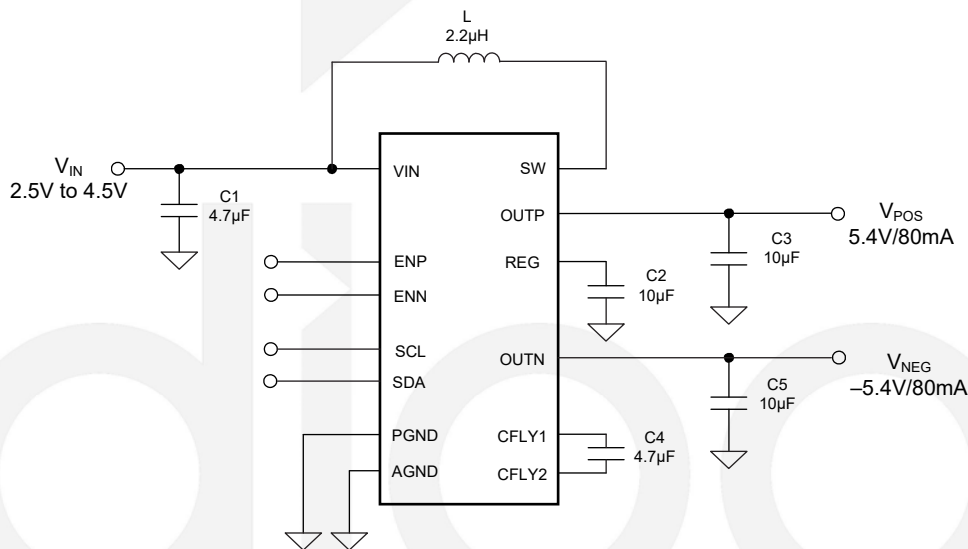 L
2.2µH
VIN
2.5V to 4.5V
C1
4.7µF
VIN
SW
OUTP
VPOS
5.4V/80mA
C3
10µF
ENP
REG
C2
10µF
ENN
SCL
OUTN
VNEG
–5.4V/80mA
SDA
C5
10µF
PGND
CFLY1
C4
4.7µF
AGND
CFLY2
dioo